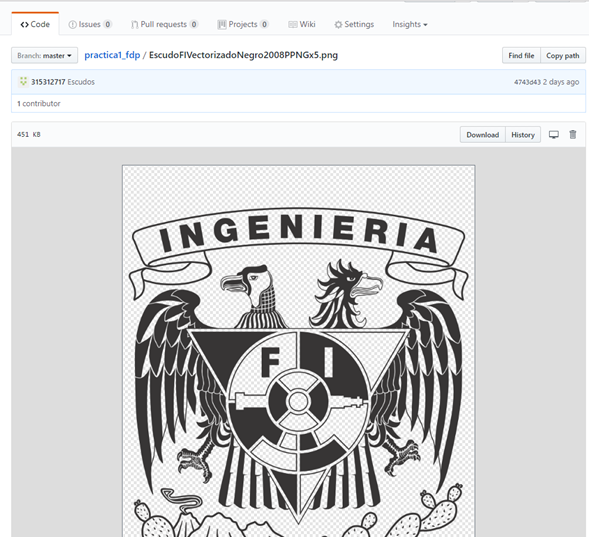 Code Issues 0 Pull requests 0 Projects 0 Wiki Settings Insights
Branch: master practica1_fdp / EscudoFIVectorizadoNegro2008PPNGx5.png Find file Copy path
315312717 Escudos 4743d43 2 days ago
1 contributor
451 KB Download History
INGENIERIA
F I